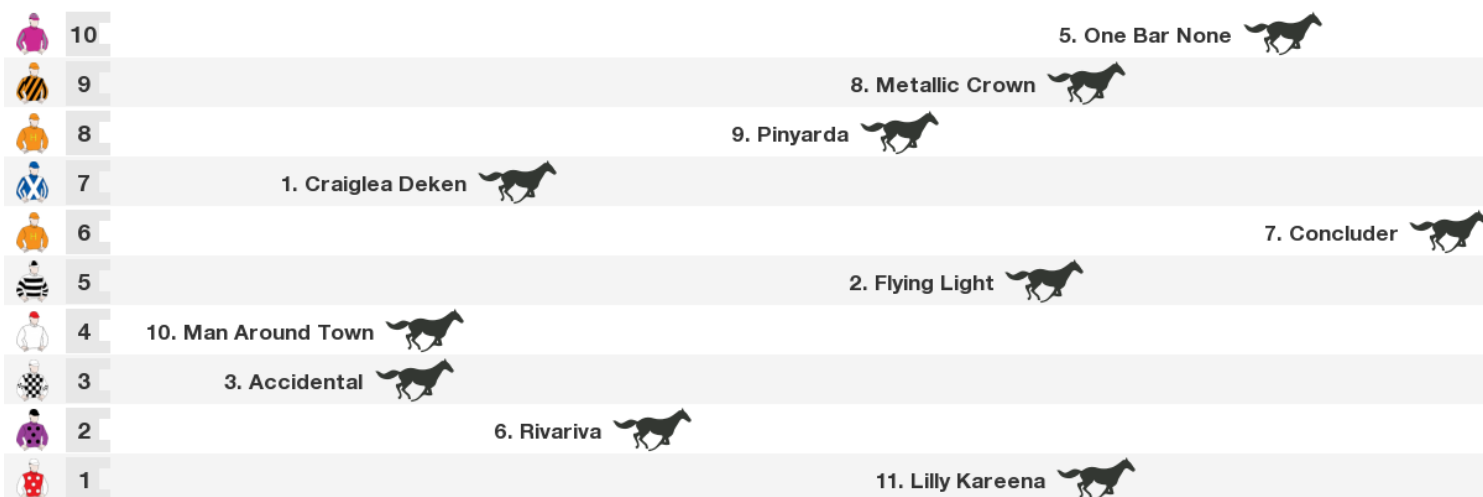 10 5. One Bar None
9 8. Metallic Crown
8 9. Pinyarda
7 1. Craiglea Deken
6 7. Concluder
5 2. Flying Light
4 10. Man Around Town
3 3. Accidental
2 6. Rivariva
1 11. Lilly Kareena